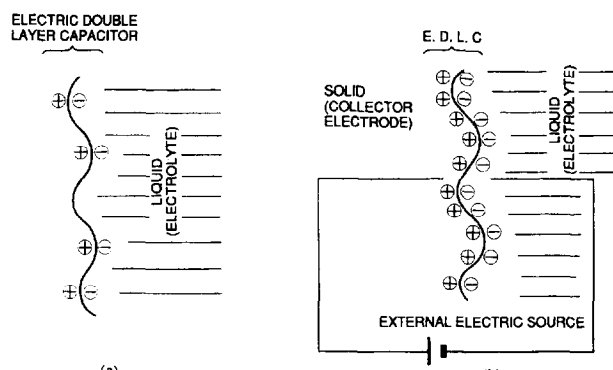 ELECTRIC DOUBLE
LAYER CAPACITOR
LIQUID
(ELECTROLYTE)
(a)
E. D. L. C
SOLID
(COLLECTOR
ELECTRODE)
LIQUID
(ELECTROLYTE)
EXTERNAL ELECTRIC SOURCE